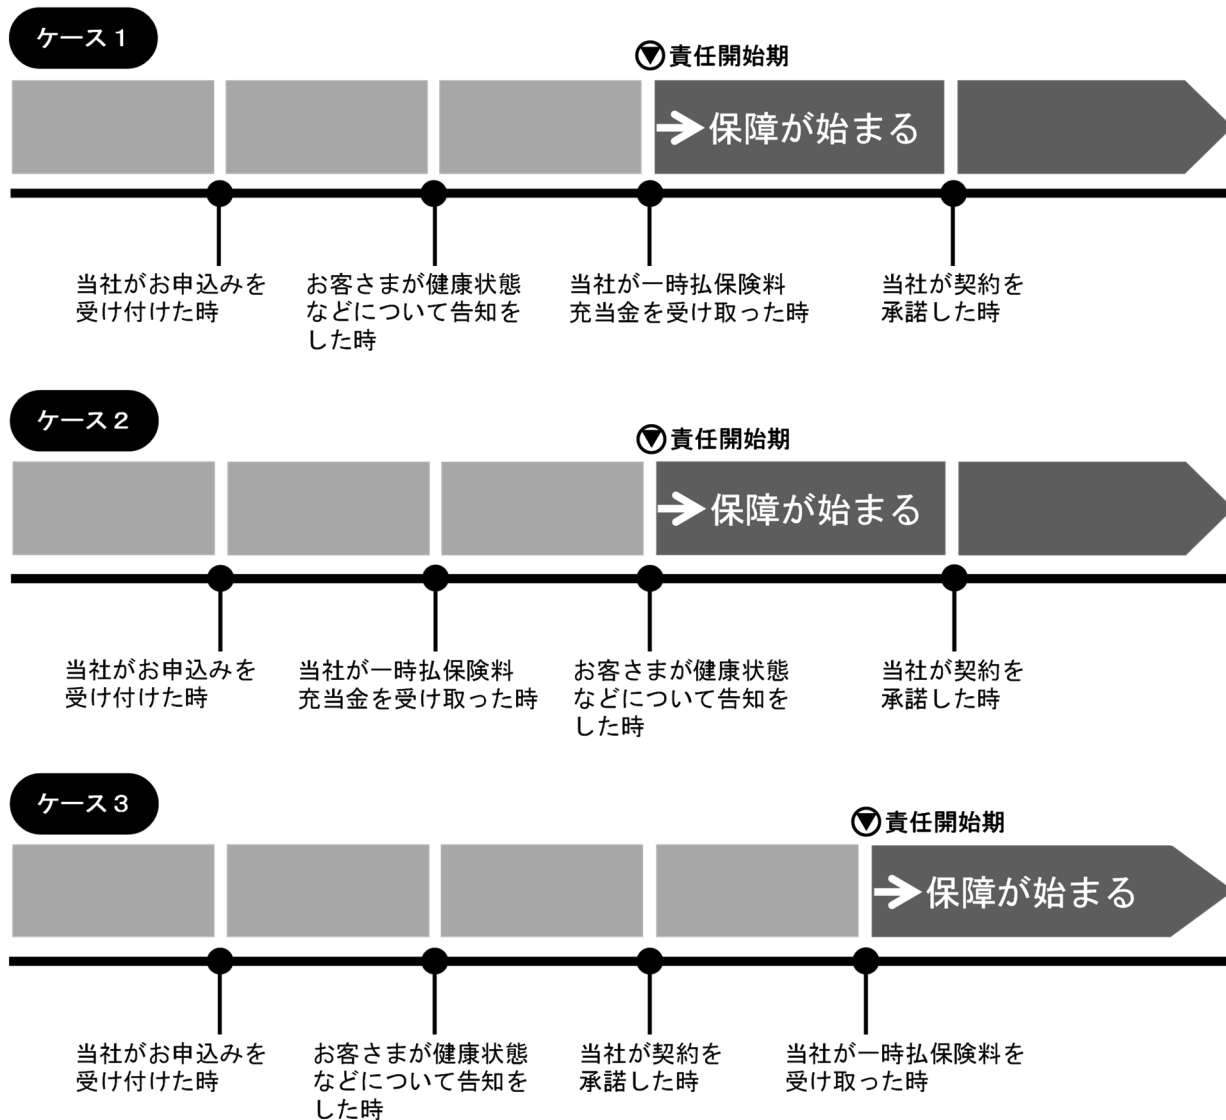 ケース1
責任開始期
保障が始まる
当社がお申込みを
受け付けた時
お客さまが健康状態
などについて告知を
した時
当社が一時払保険料
充当金を受け取った時
当社が契約を
承諾した時
ケース2
責任開始期
保障が始まる
当社がお申込みを
受け付けた時
当社が一時払保険料
充当金を受け取った時
お客さまが健康状態
などについて告知を
した時
当社が契約を
承諾した時
ケース3
責任開始期
保障が始まる
当社がお申込みを
受け付けた時
お客さまが健康状態
などについて告知を
した時
当社が契約を
承諾した時
当社が一時払保険料を
受け取った時